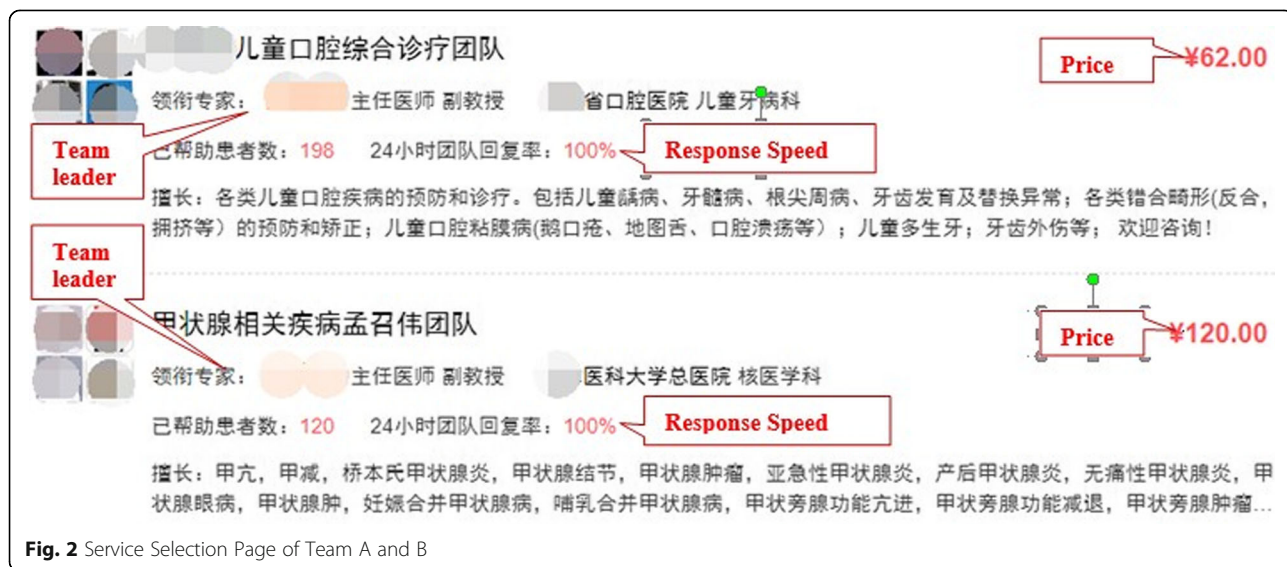 儿童口腔综合诊疗团队
Price
¥62.00
领衔专家：
主任医师 副教授
省口腔医院 儿童牙病科
Team leader
已帮助患者数：198
24小时团队回复率：100%
Response Speed
擅长：各类儿童口腔疾病的预防和诊疗。包括儿童龋病、牙髓病、根尖周病、牙齿发育及替换异常；各类错合畸形(反合，
拥挤等）的预防和矫正；儿童口腔粘膜病(鹅口疮、地图舌、口腔溃疡等）；儿童多生牙；牙齿外伤等； 欢迎咨询！
Team leader
甲状腺相关疾病孟召伟团队
Price
¥120.00
领衔专家：
主任医师 副教授
医科大学总医院 核医学科
已帮助患者数：120
24小时团队回复率：100%
Response Speed
擅长：甲亢，甲减，桥本氏甲状腺炎，甲状腺结节，甲状腺肿瘤，亚急性甲状腺炎，产后甲状腺炎，无痛性甲状腺炎，甲
状腺眼病，甲状腺肿，妊娠合并甲状腺病，哺乳合并甲状腺病，甲状旁腺功能亢进，甲状旁腺功能减退，甲状旁腺肿瘤...
Fig. 2 Service Selection Page of Team A and B